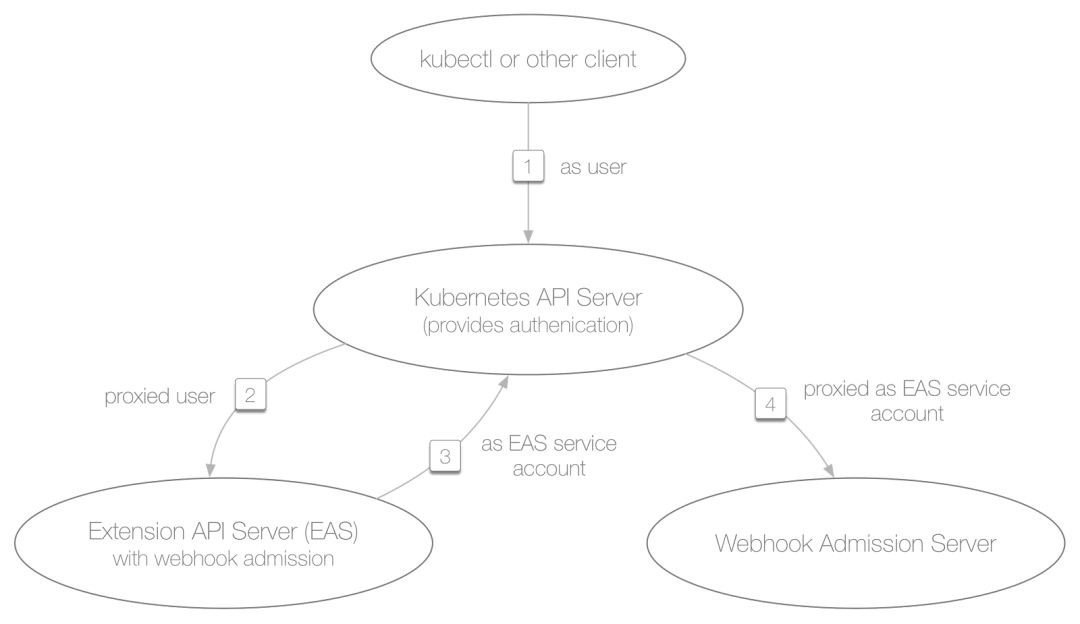 kubectl or other client
1
as user
Kubernetes API Server
(provides authenication)
proxied user
2
4
proxied as EAS service
account
3
as EAS service
account
Extension API Server (EAS)
with webhook admission
Webhook Admission Server